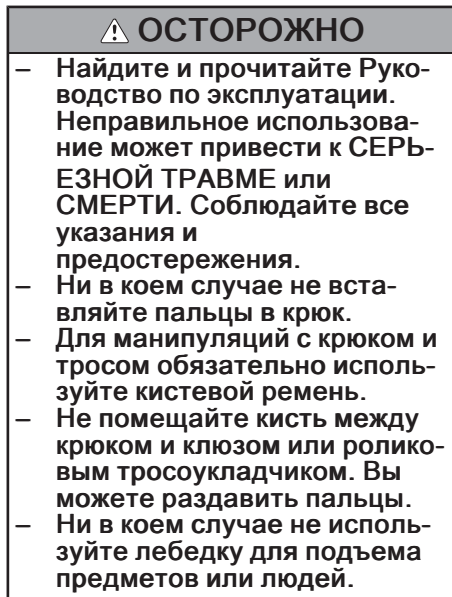 ⚠ ОСТОРОЖНО
– Найдите и прочитайте Руко-
водство по эксплуатации.
Неправильное использова-
ние может привести к СЕРЬ-
ЕЗНОЙ ТРАВМЕ или
СМЕРТИ. Соблюдайте все
указания и
предостережения.
– Ни в коем случае не вста-
вляйте пальцы в крюк.
– Для манипуляций с крюком и
тросом обязательно исполь-
зуйте кистевой ремень.
– Не помещайте кисть между
крюком и клюзом или ролико-
вым тросоукладчиком. Вы
можете раздавить пальцы.
– Ни в коем случае не исполь-
зуйте лебедку для подъема
предметов или людей.